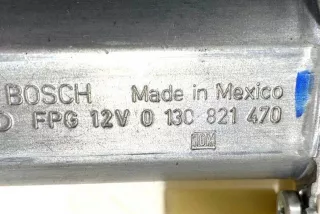 BOSCH Made in Mexico
FPG 12V 0 130 821 470